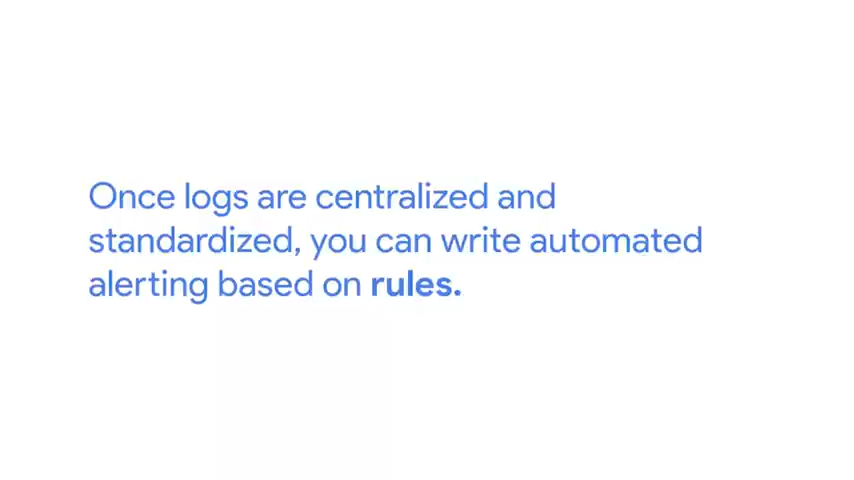 Once logs are centralized and
standardized, you can write automated
alerting based on rules.